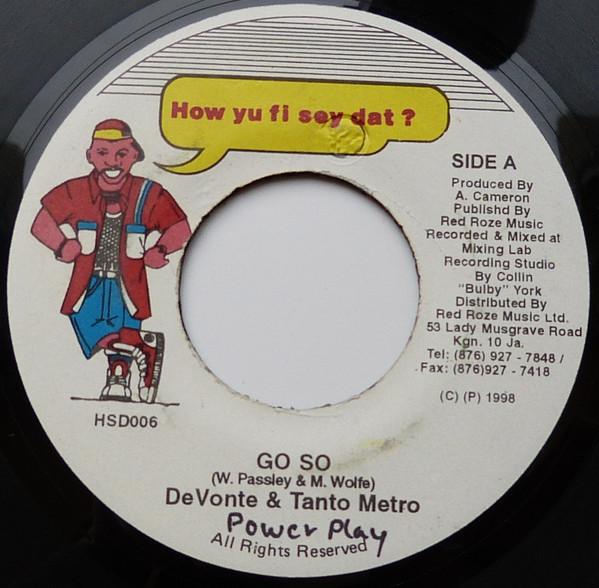 How yu fi sey dat ?
SIDE A
Produced By
A. Cameron
Publishd By
Red Roze Music
Recorded & Mixed at
Mixing Lab
Recording Studio
By Collin
"Bulby" York
Distributed By
Red Roze Music Ltd.
53 Lady Musgrave Road
Kgn. 10 Ja.
Tel: (876) 927 - 7848 /
Fax: (876)927 - 7418
(C) (P) 1998
HSD006
GO SO
(W. Passley & M. Wolfe)
DeVonte & Tanto Metro
Power Play
All Rights Reserved